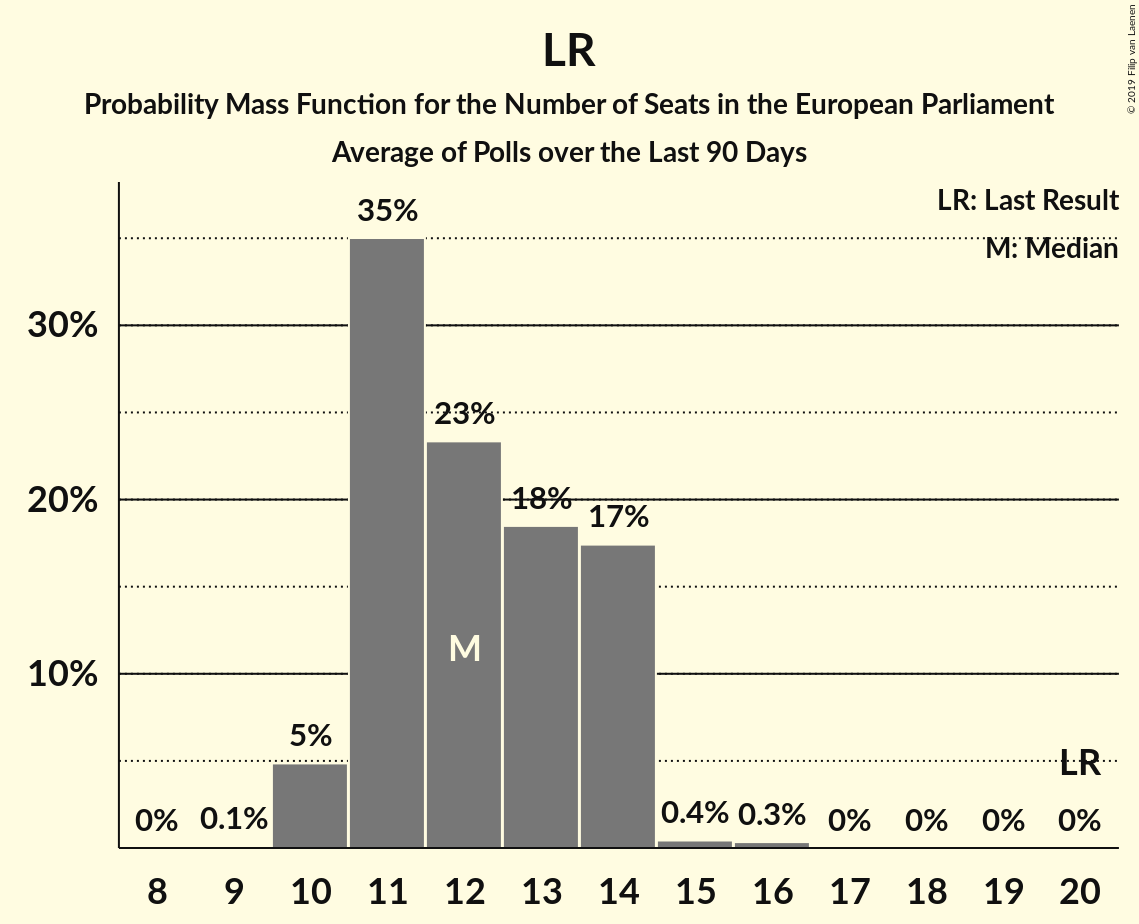 LR
Probability Mass Function for the Number of Seats in the European Parliament
Average of Polls over the Last 90 Days
© 2019 Filip van Laenen
LR: Last Result
M: Median
35%
30%
23%
20%
18%
17%
M
10%
5%
LR
0%
0.1%
0.4%
0.3%
0%
0%
0%
0%
8 9 10 11 12 13 14 15 16 17 18 19 20